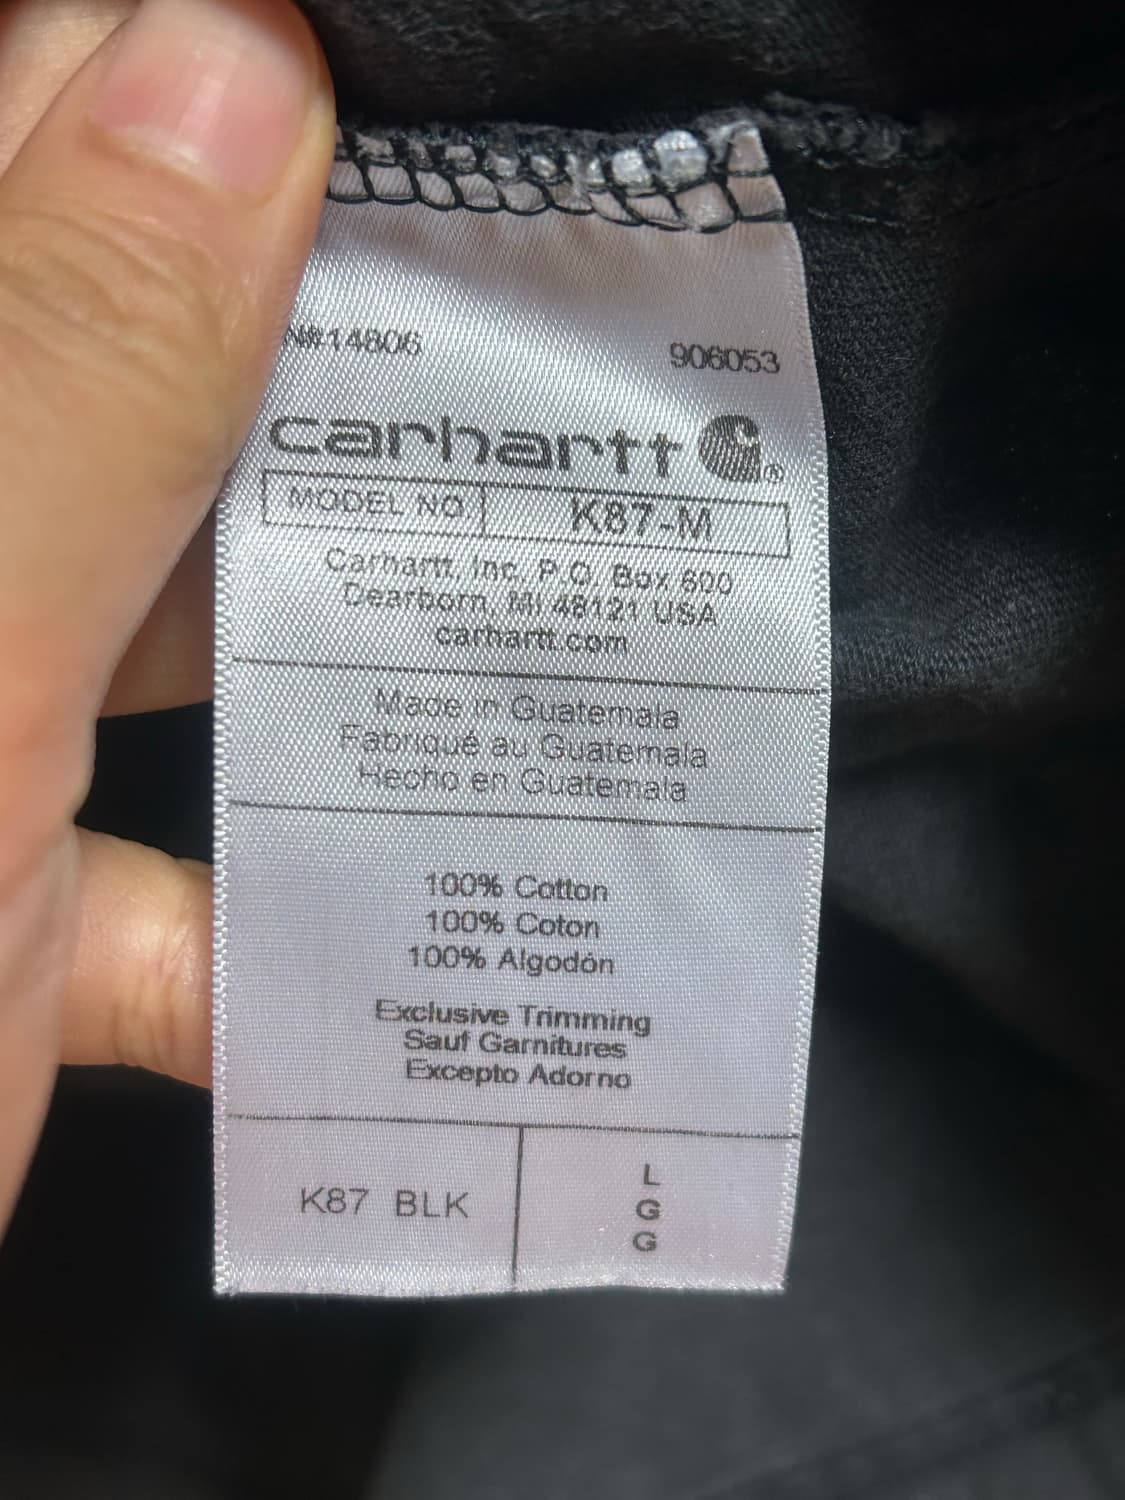 N#14806 906053
carhartt ®
MODEL NO. K87-M
Carhartt, Inc. P.O. Box 600
Dearborn, MI 48121 USA
carhartt.com
Made in Guatemala
Fabriqué au Guatemala
Hecho en Guatemala
100% Cotton
100% Coton
100% Algodón
Exclusive Trimming
Sauf Garnitures
Excepto Adorno
K87 BLK
L
G
G